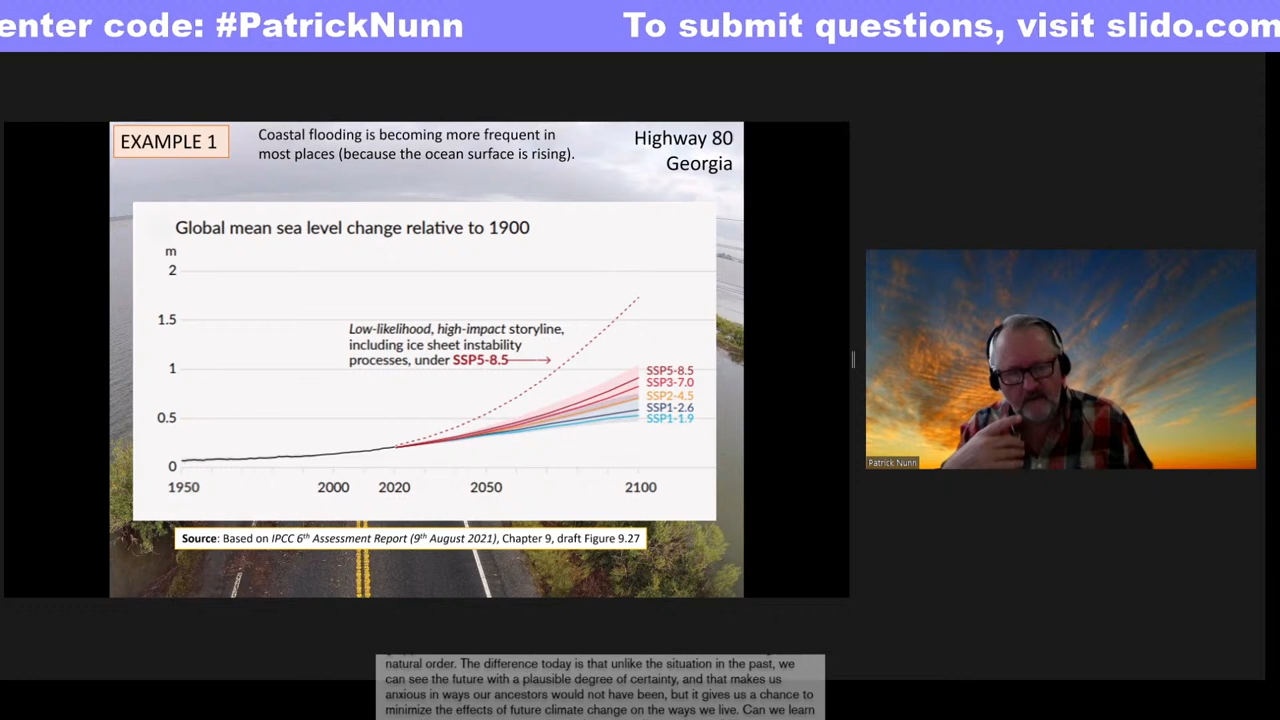 enter code: #PatrickNunn To submit questions, visit slido.com
EXAMPLE 1
Coastal flooding is becoming more frequent in
most places (because the ocean surface is rising).
Highway 80
Georgia
Global mean sea level change relative to 1900
m
2
1.5
1
0.5
0
Low-likelihood, high-impact storyline,
including ice sheet instability
processes, under SSP5-8.5
SSP5-8.5
SSP3-7.0
SSP2-4.5
SSP1-2.6
SSP1-1.9
1950 2000 2020 2050 2100
Source: Based on IPCC 6th Assessment Report (9th August 2021), Chapter 9, draft Figure 9.27
Patrick Nunn
natural order. The difference today is that unlike the situation in the past, we
can see the future with a plausible degree of certainty, and that makes us
anxious in ways our ancestors would not have been, but it gives us a chance to
minimize the effects of future climate change on the ways we live. Can we learn